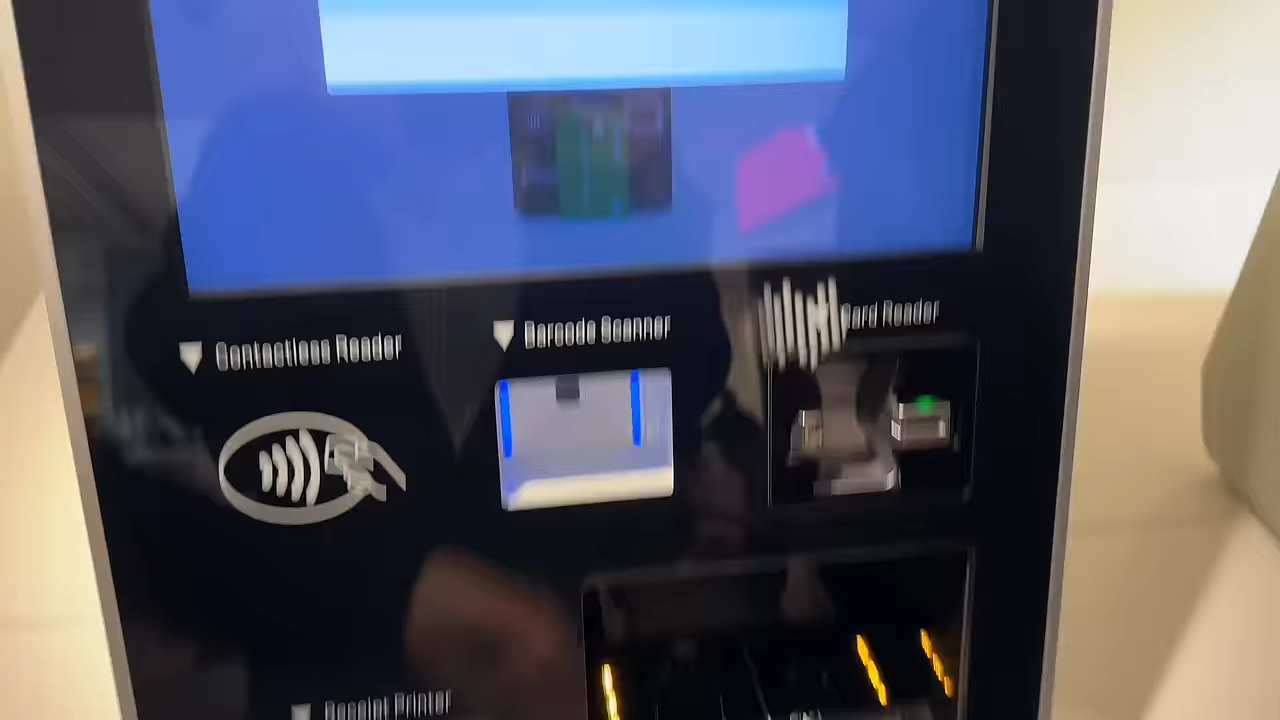 Contactless Reader
Barcode Scanner
Card Reader
Receipt Printer